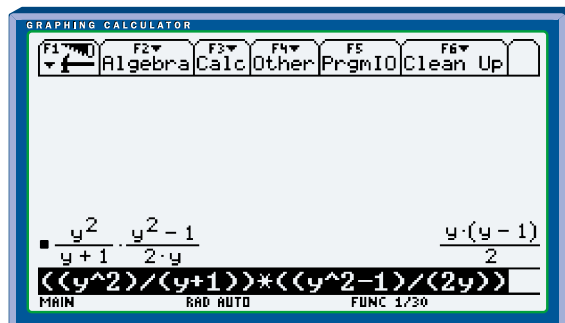 GRAPHING CALCULATOR
F1 F2 F3 F4 F5 F6
Algebra Calc Other PrgmIO Clean Up
y^2/(y + 1) · (y^2 − 1)/(2·y) y·(y − 1)/2
((y^2)/(y+1))*((y^2-1)/(2y))
MAIN RAD AUTO FUNC 1/30